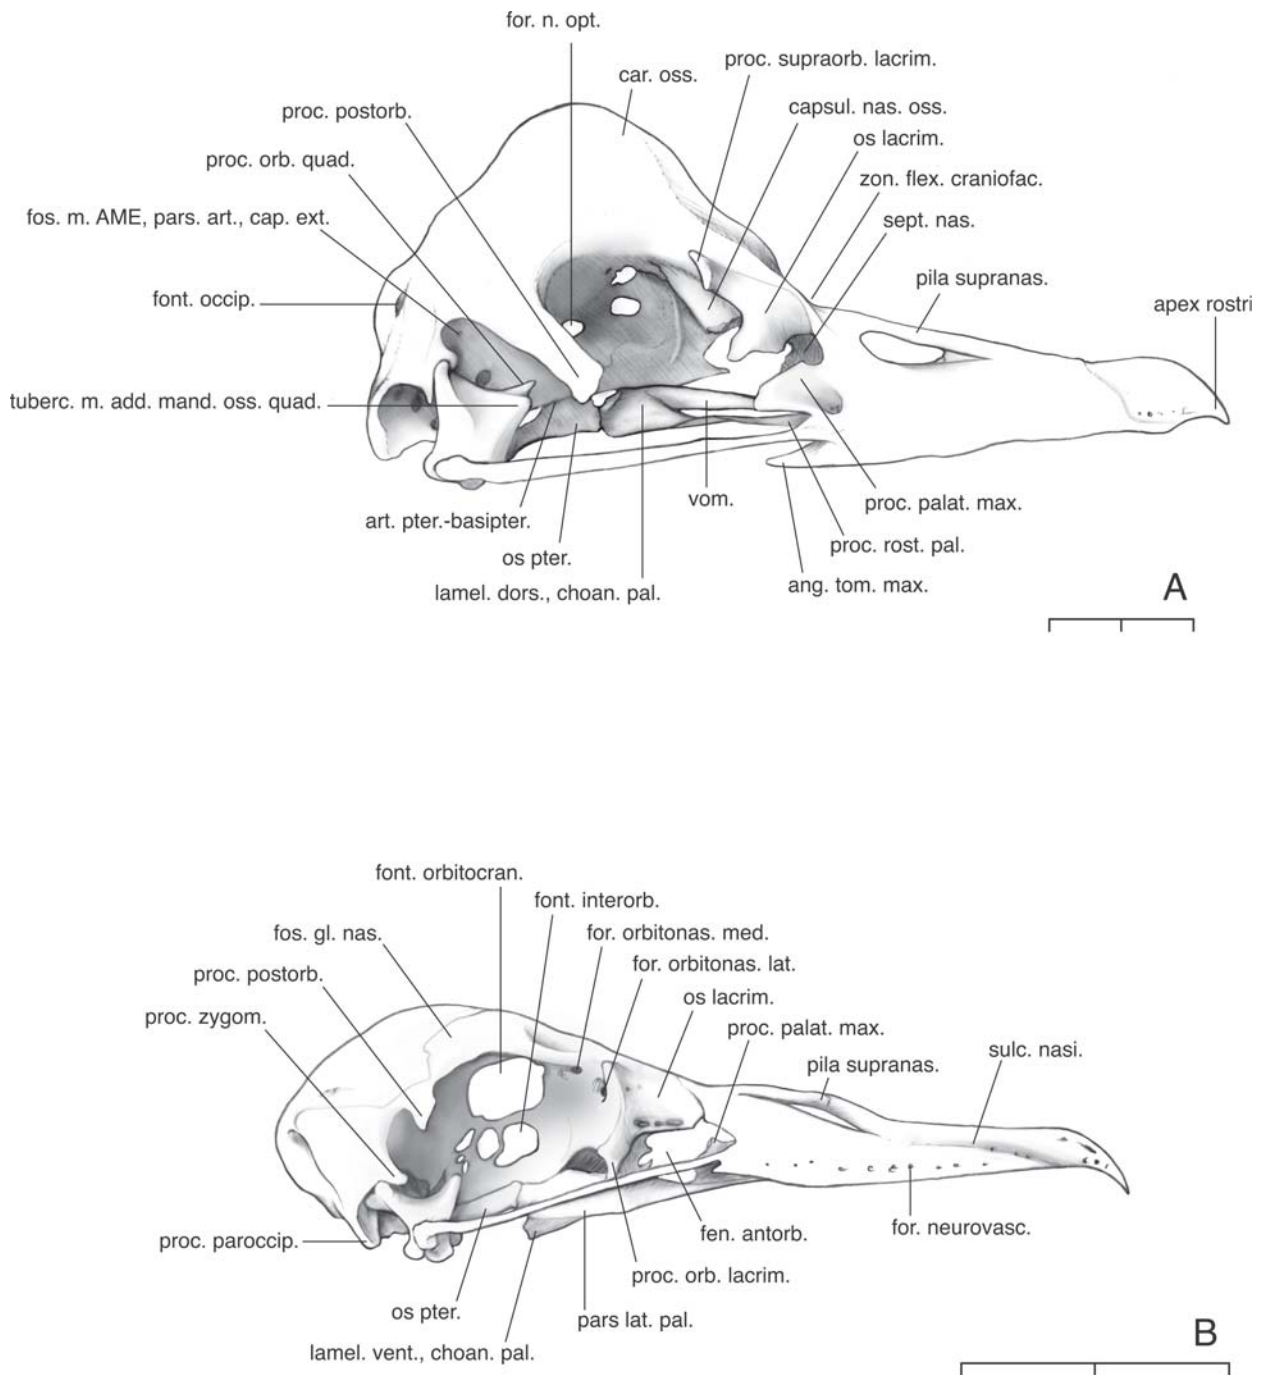 for. n. opt.
proc. supraorb. lacrim.
car. oss.
capsul. nas. oss.
proc. postorb.
os lacrim.
proc. orb. quad.
zon. flex. craniofac.
fos. m. AME, pars. art., cap. ext.
sept. nas.
pila supranas.
font. occip.
apex rostri
tuberc. m. add. mand. oss. quad.
vom.
proc. palat. max.
art. pter.-basipter.
proc. rost. pal.
os pter.
ang. tom. max.
lamel. dors., choan. pal.
A
font. orbitocran.
font. interorb.
fos. gl. nas.
for. orbitonas. med.
proc. postorb.
for. orbitonas. lat.
os lacrim.
proc. zygom.
proc. palat. max.
sulc. nasi.
pila supranas.
for. neurovasc.
fen. antorb.
proc. paroccip.
proc. orb. lacrim.
os pter.
pars lat. pal.
lamel. vent., choan. pal.
B